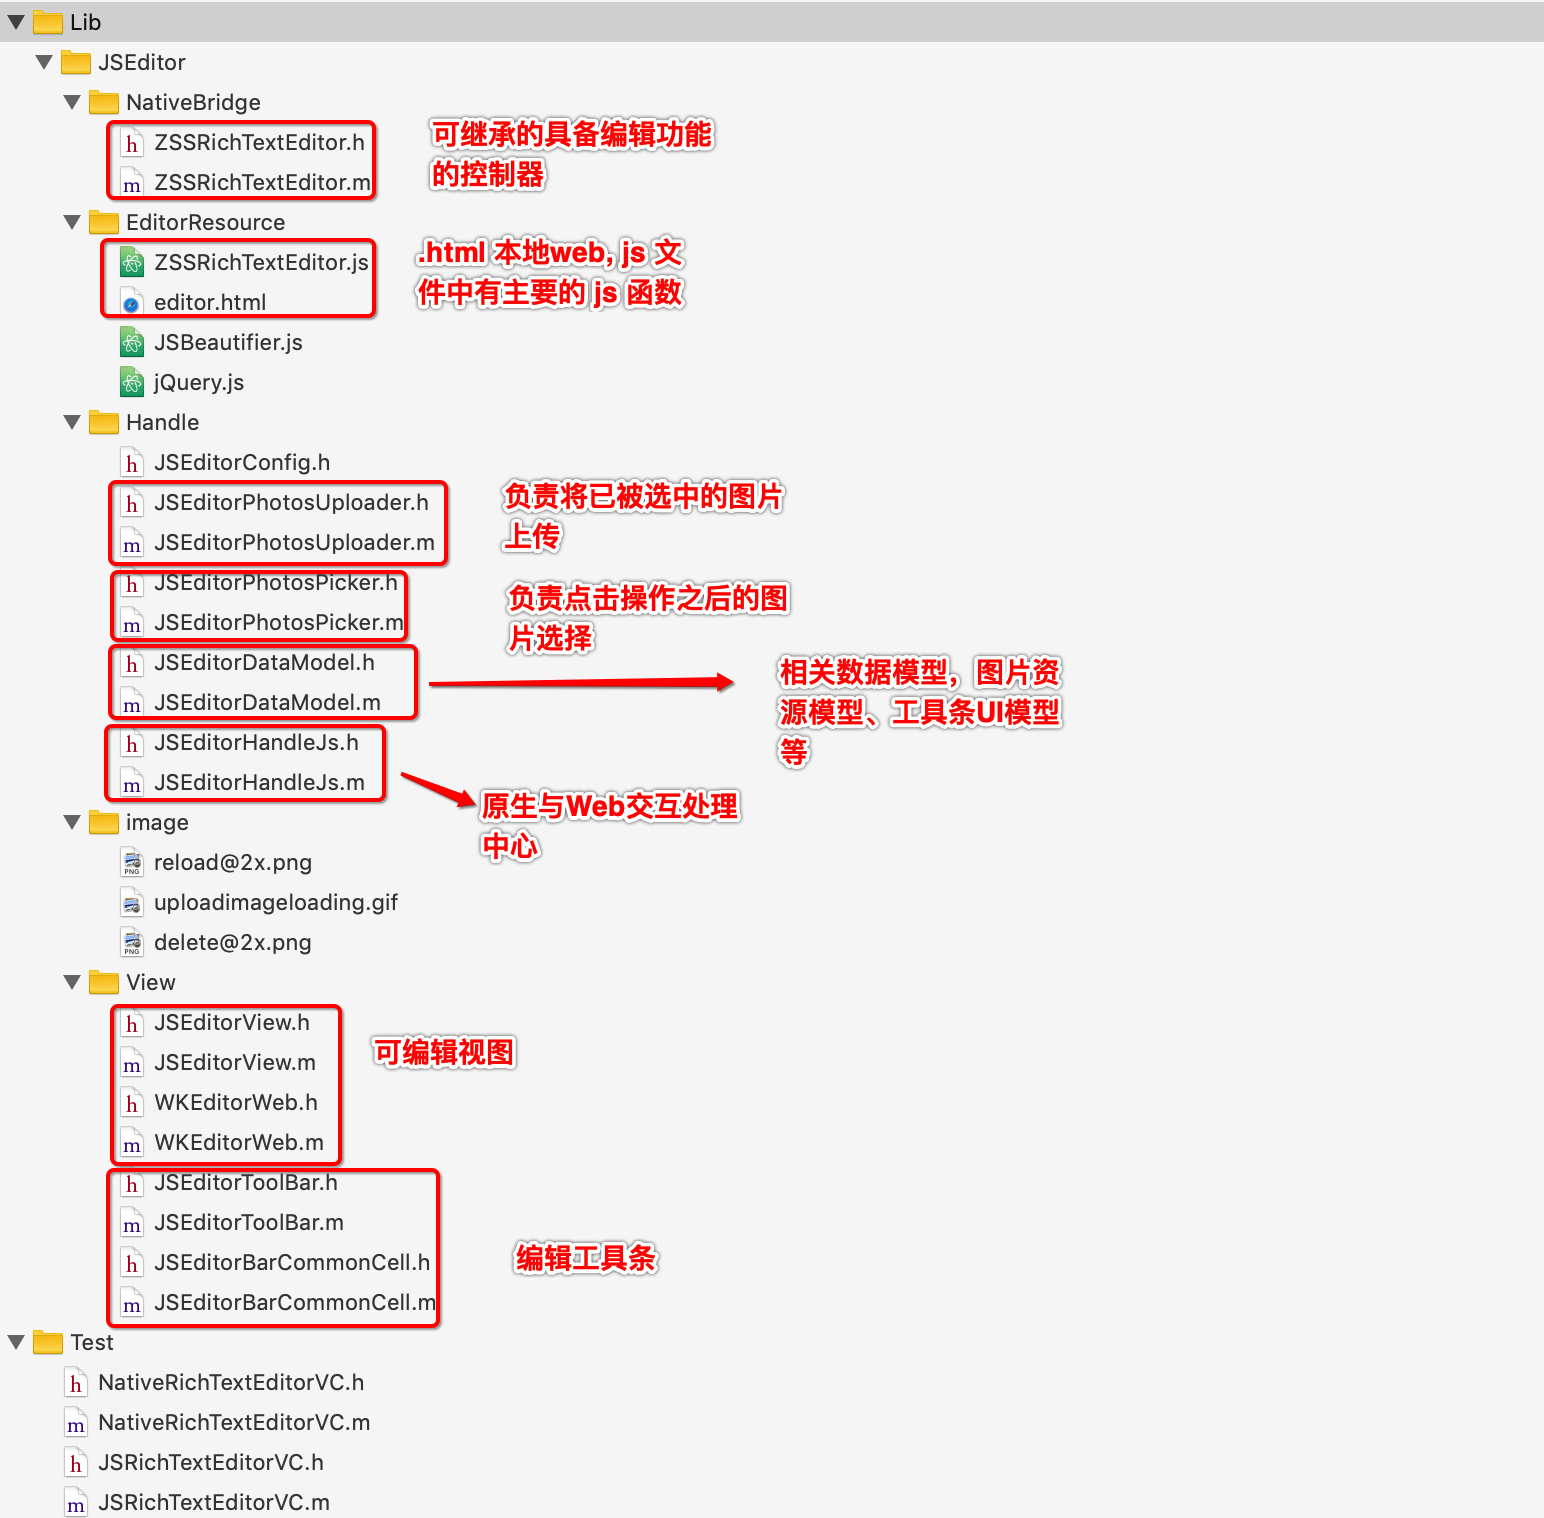 Lib
JSEditor
NativeBridge
h ZSSRichTextEditor.h
m ZSSRichTextEditor.m
可继承的具备编辑功能
的控制器
EditorResource
ZSSRichTextEditor.js
editor.html
.html 本地web, js 文
件中有主要的 js 函数
JSBeautifier.js
jQuery.js
Handle
h JSEditorConfig.h
h JSEditorPhotosUploader.h
m JSEditorPhotosUploader.m
负责将已被选中的图片
上传
h JSEditorPhotosPicker.h
m JSEditorPhotosPicker.m
负责点击操作之后的图
片选择
h JSEditorDataModel.h
m JSEditorDataModel.m
相关数据模型，图片资
源模型、工具条UI模型
等
h JSEditorHandleJs.h
m JSEditorHandleJs.m
原生与Web交互处理
中心
image
PNG reload@2x.png
uploadimageloading.gif
PNG delete@2x.png
View
h JSEditorView.h
m JSEditorView.m
h WKEditorWeb.h
m WKEditorWeb.m
可编辑视图
h JSEditorToolBar.h
m JSEditorToolBar.m
h JSEditorBarCommonCell.h
m JSEditorBarCommonCell.m
编辑工具条
Test
h NativeRichTextEditorVC.h
m NativeRichTextEditorVC.m
h JSRichTextEditorVC.h
m JSRichTextEditorVC.m